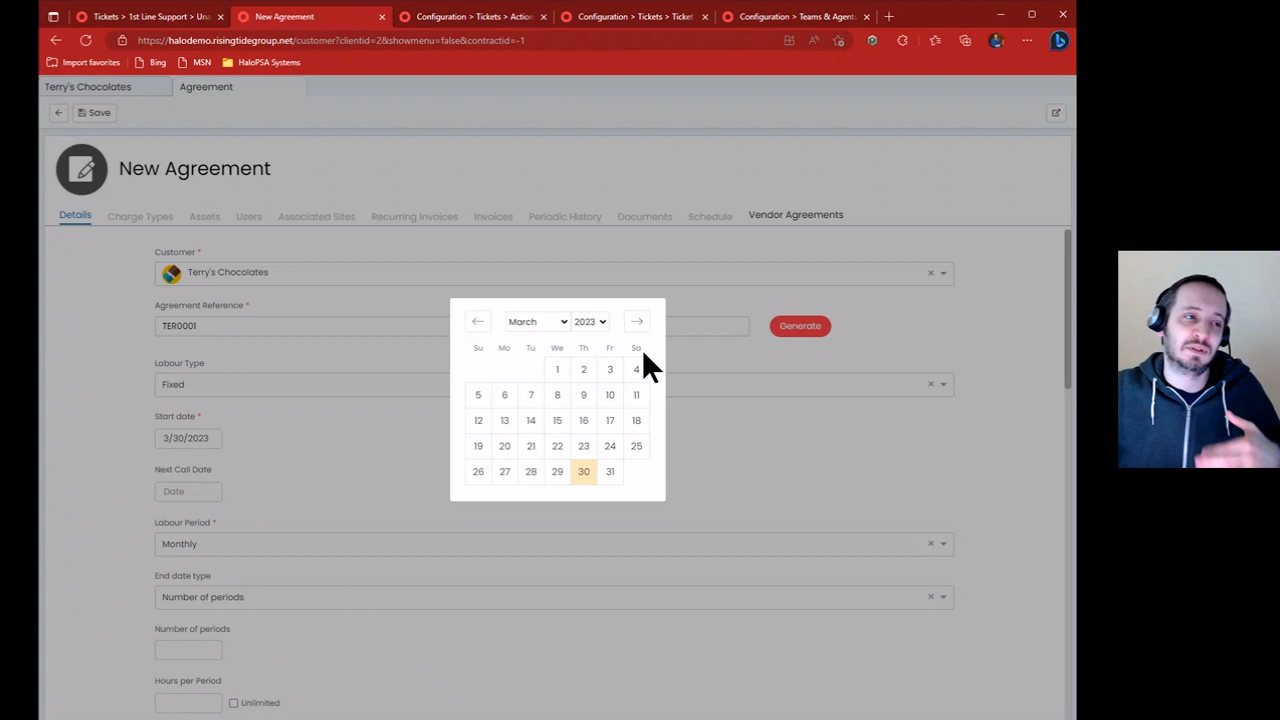 Tickets > 1st Line Support > Una
New Agreement
Configuration > Tickets > Action
Configuration > Tickets > Ticket
Configuration > Teams & Agents
https://halodemo.risingtidegroup.net/customer?clientid=2&showmenu=false&contractid=-1
Import favorites
Bing
MSN
HaloPSA Systems
Terry's Chocolates
Agreement
Save
New Agreement
Details
Charge Types
Assets
Users
Associated Sites
Recurring Invoices
Invoices
Periodic History
Documents
Schedule
Vendor Agreements
Customer *
Terry's Chocolates
Agreement Reference *
TER0001
Generate
Labour Type
Fixed
Start date *
3/30/2023
Next Call Date
Date
Labour Period *
Monthly
End date type
Number of periods
Number of periods
Hours per Period
Unlimited
March 2023
Su Mo Tu We Th Fr Sa
1 2 3 4
5 6 7 8 9 10 11
12 13 14 15 16 17 18
19 20 21 22 23 24 25
26 27 28 29 30 31